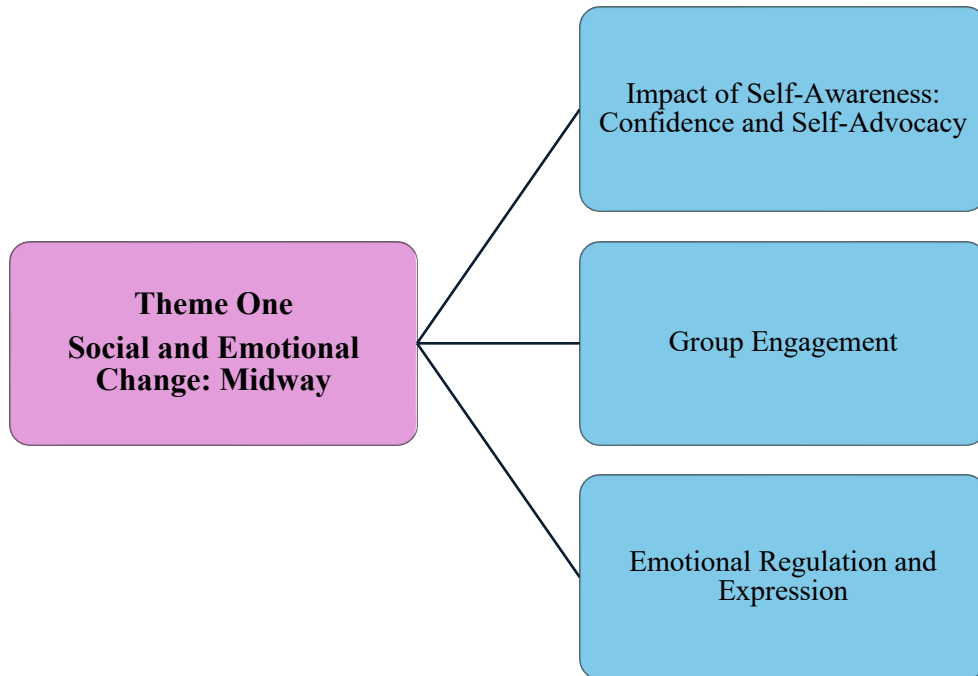 Impact of Self-Awareness:
Confidence and Self-Advocacy
Theme One
Social and Emotional
Change: Midway
Group Engagement
Emotional Regulation and
Expression